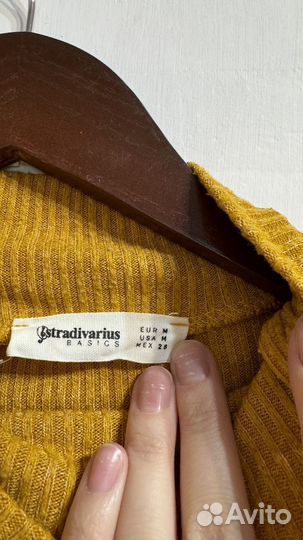 stradivarius
BASICS
EUR M
USA M
MEX 28
Avito